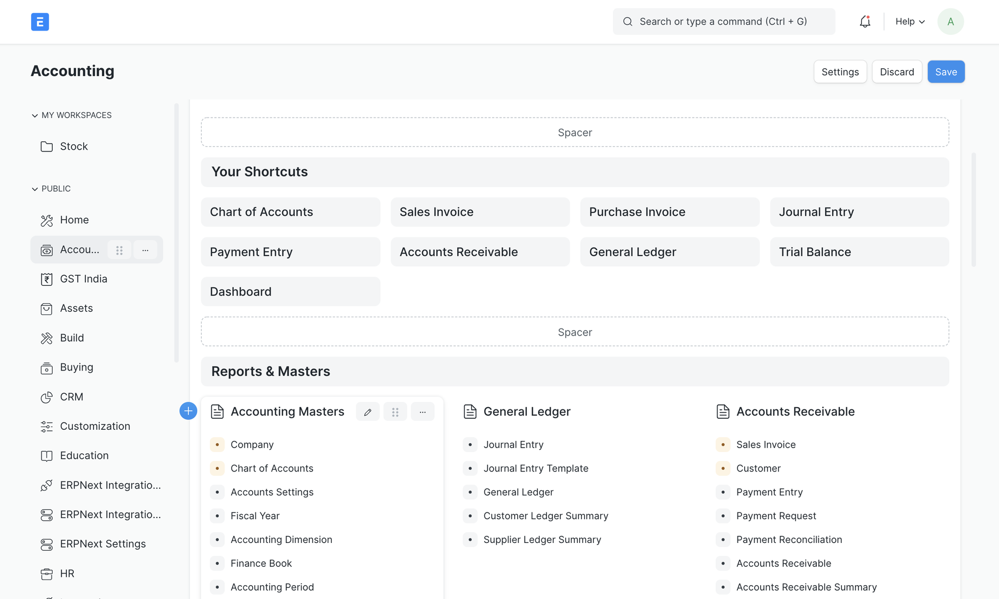 E
Search or type a command (Ctrl + G)
Help
A
Accounting
Settings
Discard
Save
MY WORKSPACES
Stock
PUBLIC
Home
Accou...
GST India
Assets
Build
Buying
CRM
Customization
Education
ERPNext Integratio...
ERPNext Integratio...
ERPNext Settings
HR
Spacer
Your Shortcuts
Chart of Accounts
Sales Invoice
Purchase Invoice
Journal Entry
Payment Entry
Accounts Receivable
General Ledger
Trial Balance
Dashboard
Spacer
Reports & Masters
Accounting Masters
Company
Chart of Accounts
Accounts Settings
Fiscal Year
Accounting Dimension
Finance Book
Accounting Period
General Ledger
Journal Entry
Journal Entry Template
General Ledger
Customer Ledger Summary
Supplier Ledger Summary
Accounts Receivable
Sales Invoice
Customer
Payment Entry
Payment Request
Payment Reconciliation
Accounts Receivable
Accounts Receivable Summary